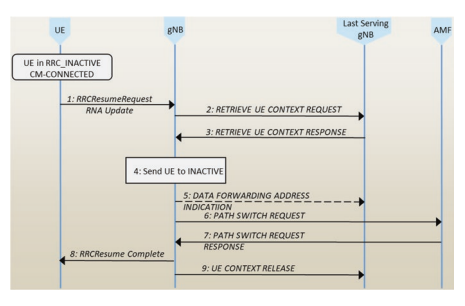 UE
gNB
Last Serving
gNB
AMF
UE in RRC_INACTIVE
CM-CONNECTED
1: RRCResumeRequest
RNA Update
2: RETRIEVE UE CONTEXT REQUEST
3: RETRIEVE UE CONTEXT RESPONSE
4: Send UE to INACTIVE
5: DATA FORWARDING ADDRESS
INDICATIION
6: PATH SWITCH REQUEST
7: PATH SWITCH REQUEST
RESPONSE
8: RRCResume Complete
9: UE CONTEXT RELEASE